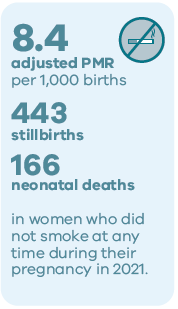 8.4
adjusted PMR
per 1,000 births
443
stillbirths
166
neonatal deaths
in women who did
not smoke at any
time during their
pregnancy in 2021.